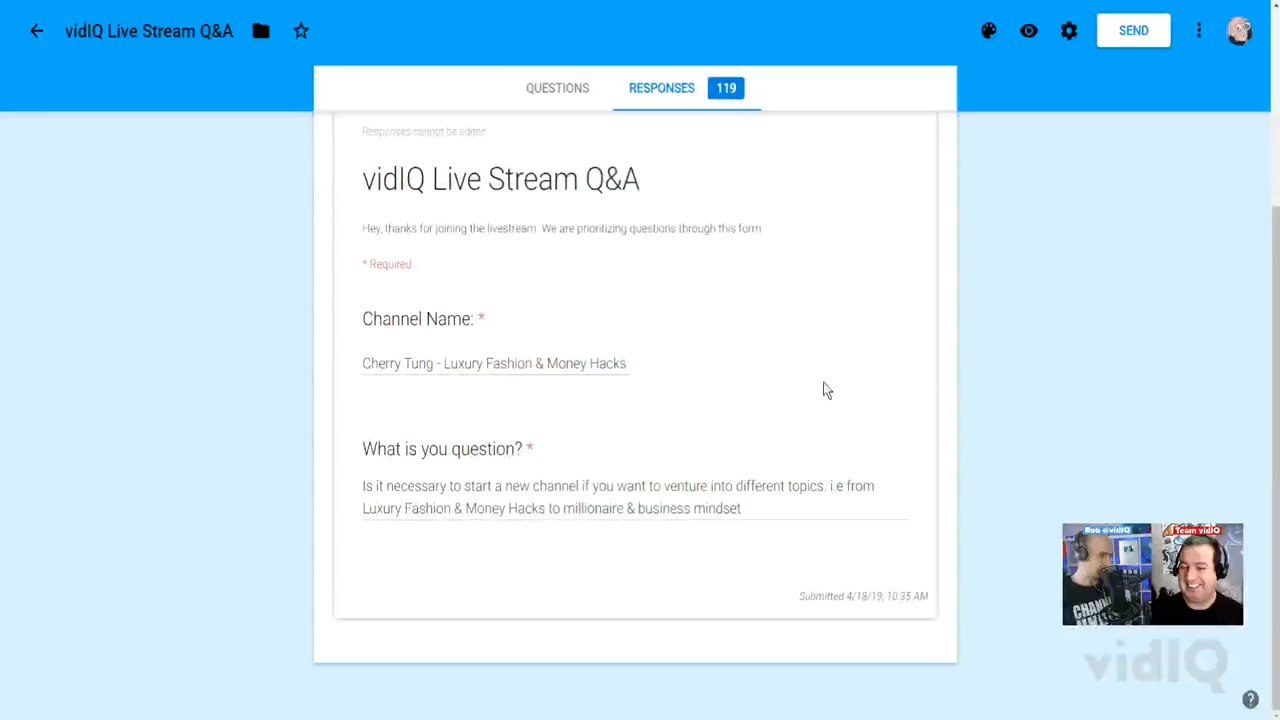 vidIQ Live Stream Q&A
SEND
QUESTIONS
RESPONSES
119
Responses cannot be edited
vidIQ Live Stream Q&A
Hey, thanks for joining the livestream We are prioritizing questions through this form
* Required
Channel Name: *
Cherry Tung - Luxury Fashion & Money Hacks
What is you question? *
Is it necessary to start a new channel if you want to venture into different topics. i.e from
Luxury Fashion & Money Hacks to millionaire & business mindset
Submitted 4/18/19, 10:35 AM
Rob @vidIQ
Team vidIQ
vidIQ